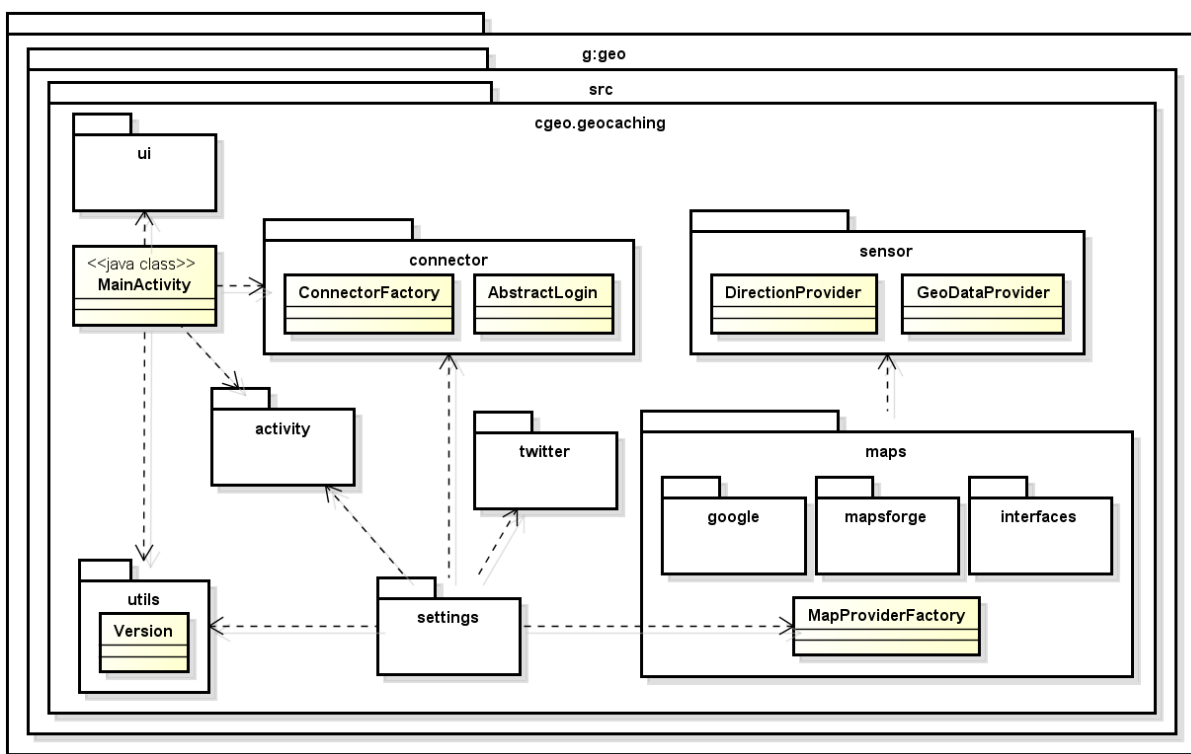 g:geo
src
cgeo.geocaching
ui
<<java class>>
MainActivity
connector
ConnectorFactory
AbstractLogin
sensor
DirectionProvider
GeoDataProvider
activity
twitter
maps
google
mapsforge
interfaces
utils
Version
settings
MapProviderFactory